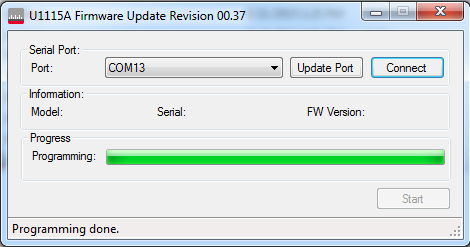 U1115A Firmware Update Revision 00.37
Serial Port:
Port: COM13 Update Port Connect
Information:
Model: Serial: FW Version:
Progress
Programming:
Start
Programming done.